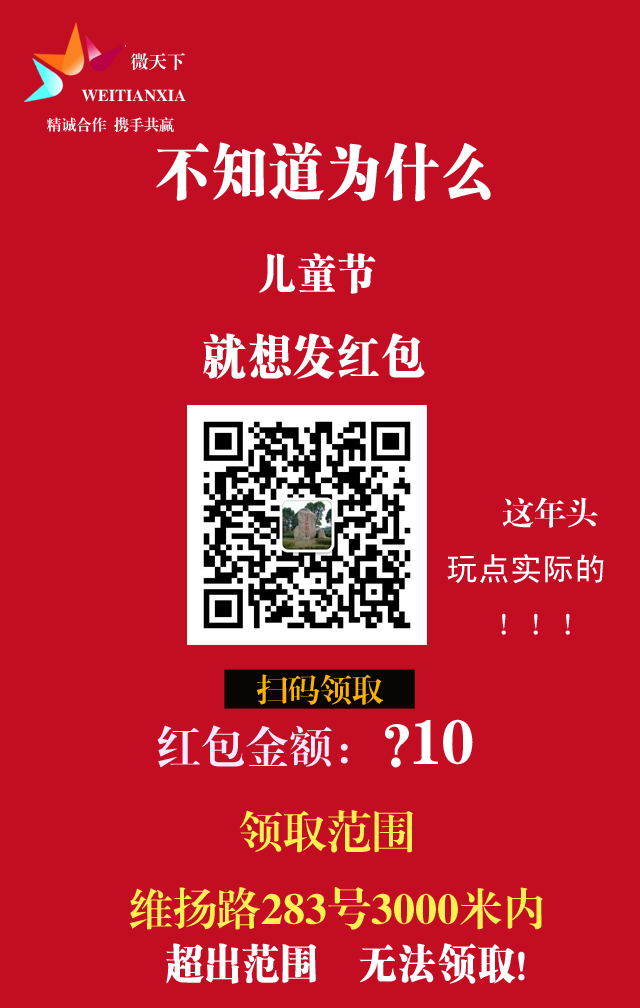 微天下
WEITIANXIA
精诚合作 携手共赢
不知道为什么
儿童节
就想发红包
这年头
玩点实际的
！！！
扫码领取
红包金额：?10
领取范围
维扬路283号3000米内
超出范围 无法领取!